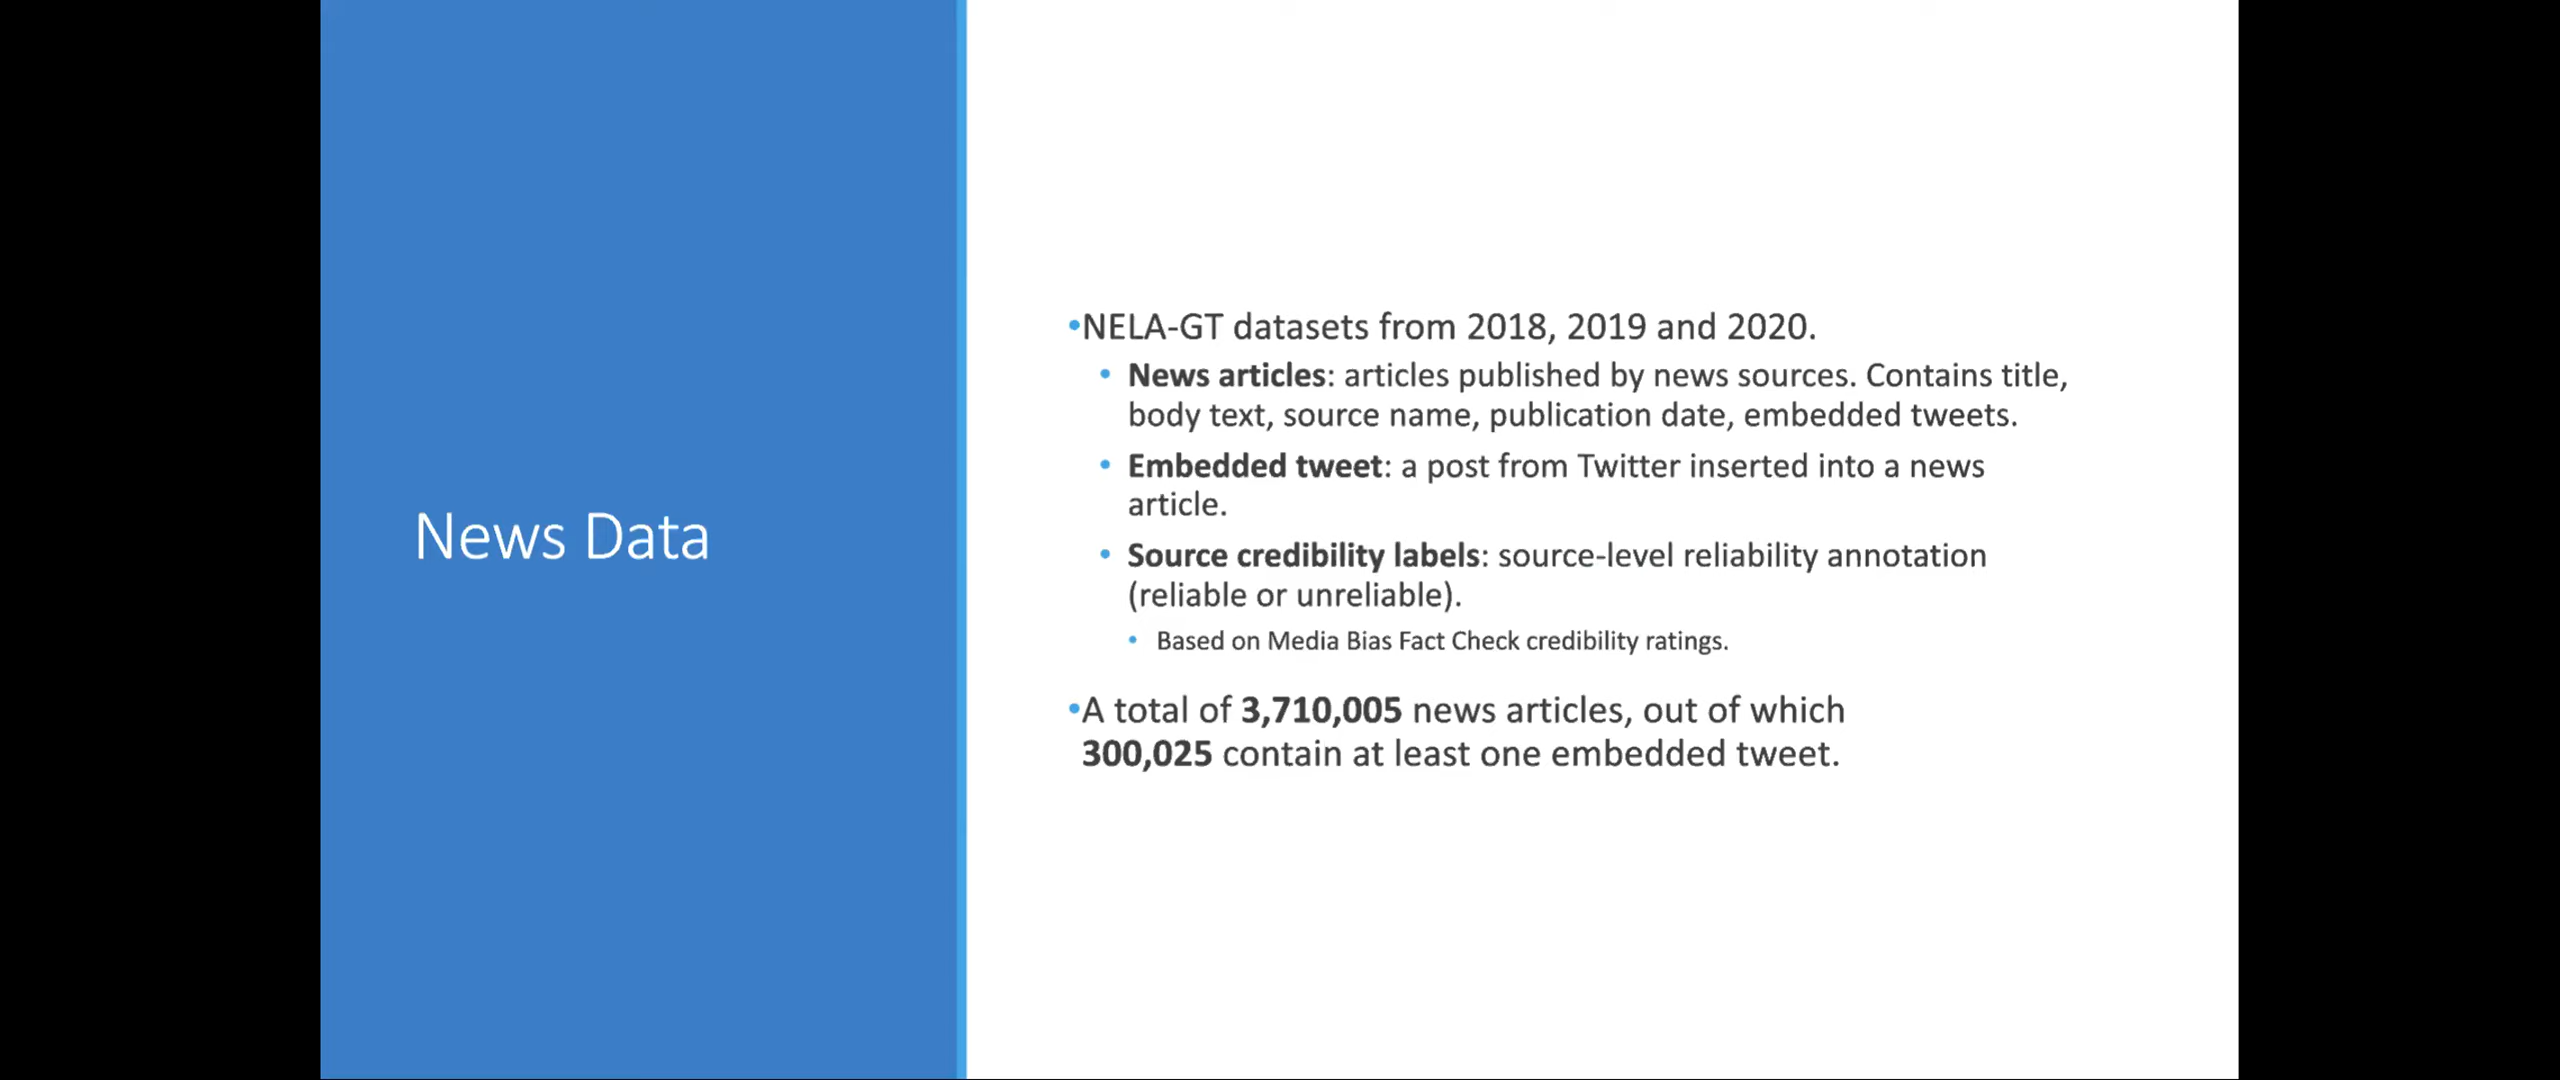 News Data
•NELA-GT datasets from 2018, 2019 and 2020.
• News articles: articles published by news sources. Contains title,
body text, source name, publication date, embedded tweets.
• Embedded tweet: a post from Twitter inserted into a news
article.
• Source credibility labels: source-level reliability annotation
(reliable or unreliable).
• Based on Media Bias Fact Check credibility ratings.
•A total of 3,710,005 news articles, out of which
300,025 contain at least one embedded tweet.